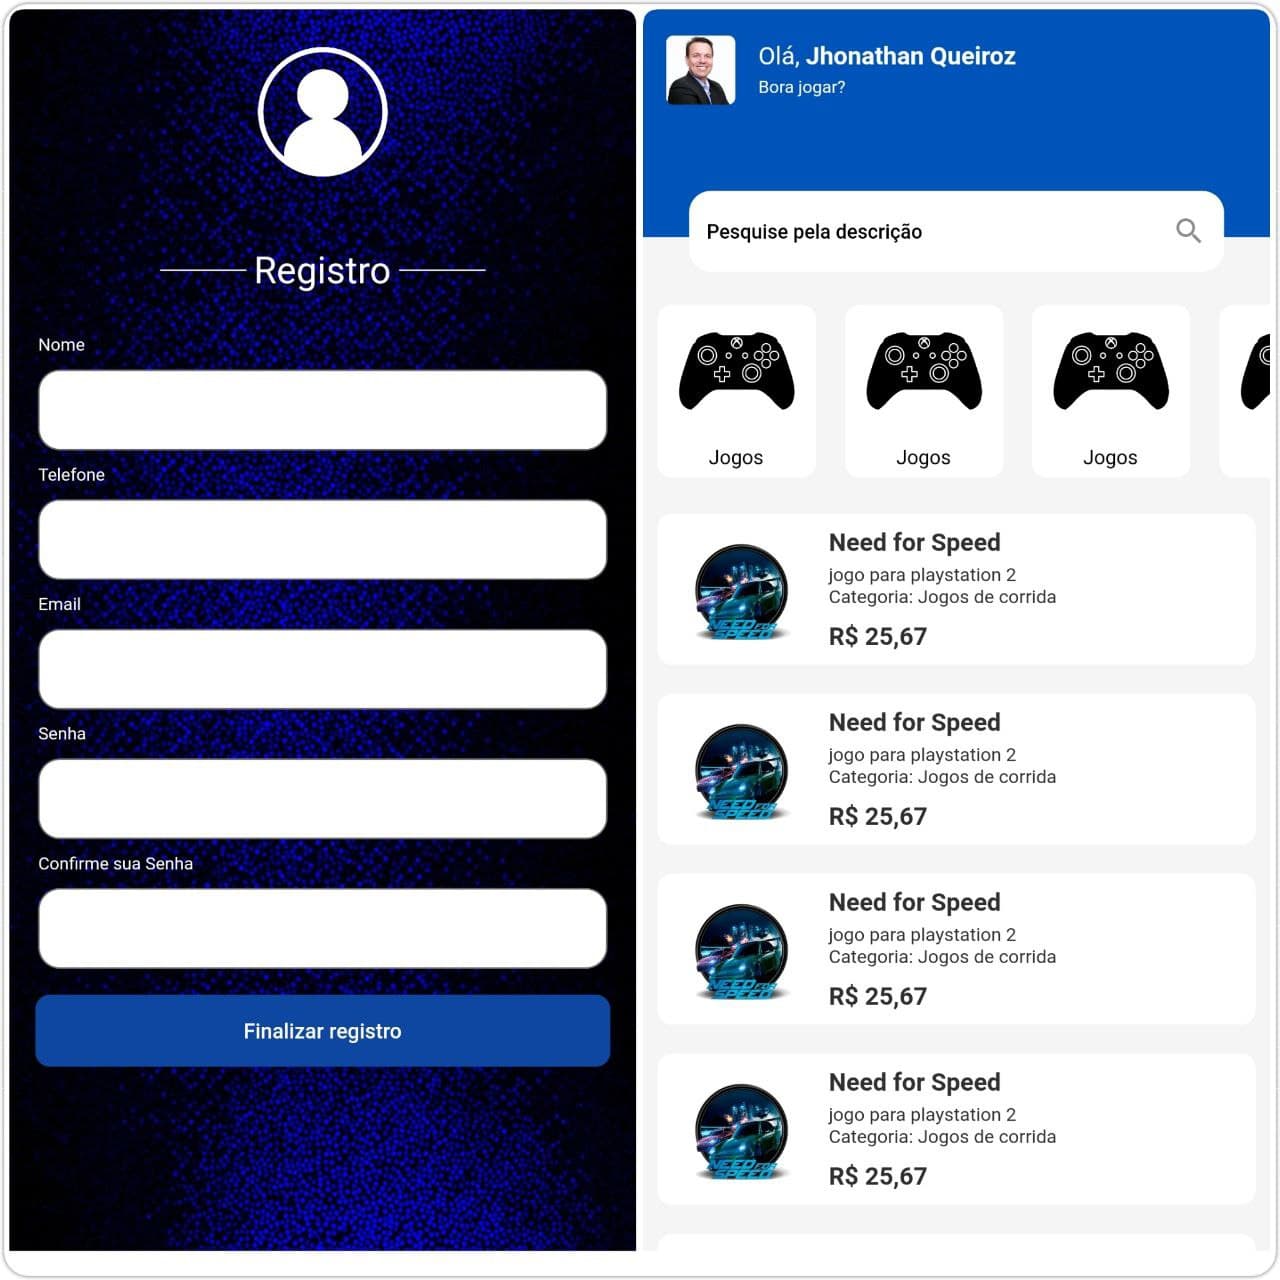 Registro
Nome
Telefone
Email
Senha
Confirme sua Senha
Finalizar registro
Olá, Jhonathan Queiroz
Bora jogar?
Pesquise pela descrição
Jogos
Jogos
Jogos
NEED FOR SPEED
Need for Speed
jogo para playstation 2
Categoria: Jogos de corrida
R$ 25,67
NEED FOR SPEED
Need for Speed
jogo para playstation 2
Categoria: Jogos de corrida
R$ 25,67
NEED FOR SPEED
Need for Speed
jogo para playstation 2
Categoria: Jogos de corrida
R$ 25,67
NEED FOR SPEED
Need for Speed
jogo para playstation 2
Categoria: Jogos de corrida
R$ 25,67